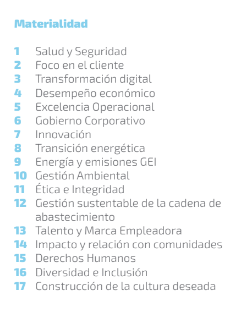 Materialidad
1 Salud y Seguridad
2 Foco en el cliente
3 Transformación digital
4 Desempeño económico
5 Excelencia Operacional
6 Gobierno Corporativo
7 Innovación
8 Transición energética
9 Energía y emisiones GEI
10 Gestión Ambiental
11 Ética e Integridad
12 Gestión sustentable de la cadena de
abastecimiento
13 Talento y Marca Empleadora
14 Impacto y relación con comunidades
15 Derechos Humanos
16 Diversidad e Inclusión
17 Construcción de la cultura deseada